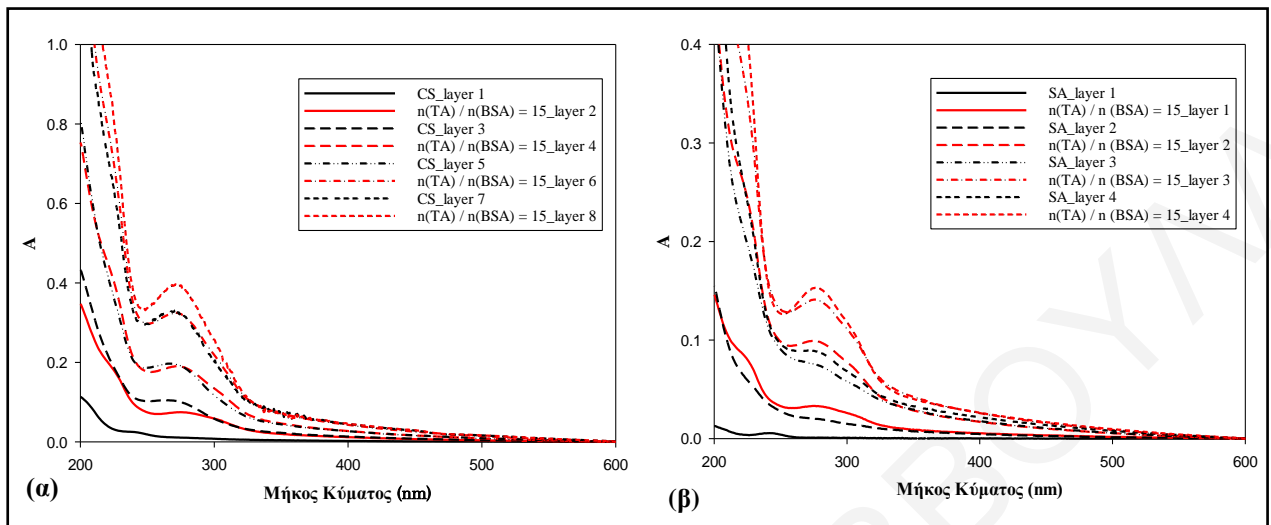 1.0
0.8
0.6
0.4
0.2
0.0
A
CS_layer 1
n(TA) / n(BSA) = 15_layer 2
CS_layer 3
n(TA) / n(BSA) = 15_layer 4
CS_layer 5
n(TA) / n(BSA) = 15_layer 6
CS_layer 7
n(TA) / n(BSA) = 15_layer 8
200 300 400 500 600
Μήκος Κύματος (nm)
(α)
0.4
0.3
0.2
0.1
0.0
A
SA_layer 1
n(TA) / n (BSA) = 15_layer 1
SA_layer 2
n(TA) / n (BSA) = 15_layer 2
SA_layer 3
n(TA) / n (BSA) = 15_layer 3
SA_layer 4
n(TA) / n (BSA) = 15_layer 4
200 300 400 500 600
Μήκος Κύματος (nm)
(β)